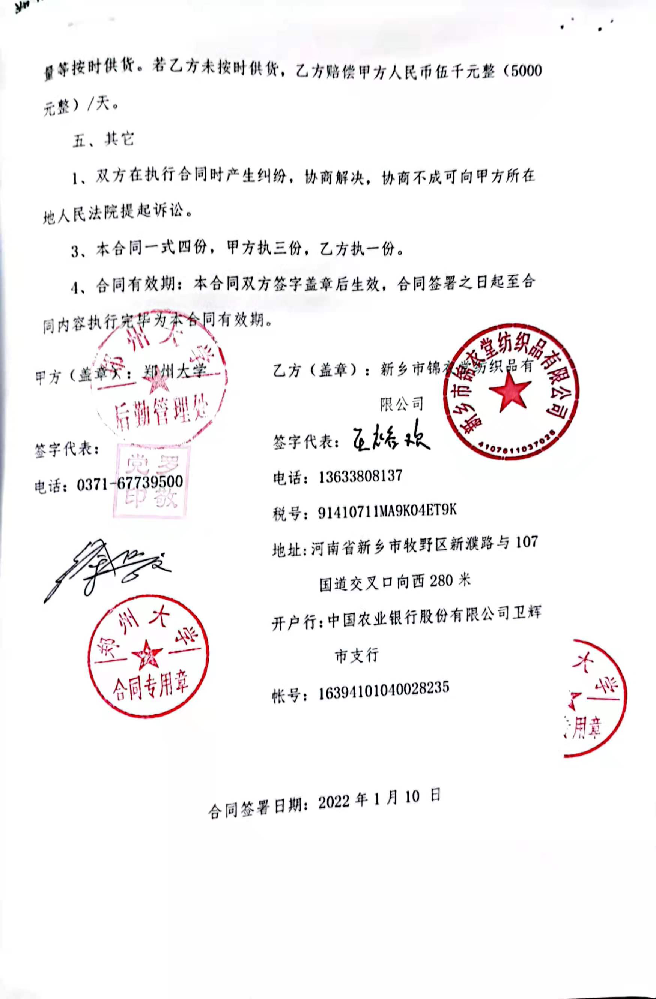 量等按时供货。若乙方未按时供货，乙方赔偿甲方人民币伍千元整（5000
元整）/天。
五、其它
1、双方在执行合同时产生纠纷，协商解决，协商不成可向甲方所在
地人民法院提起诉讼。
3、本合同一式四份，甲方执三份，乙方执一份。
4、合同有效期：本合同双方签字盖章后生效，合同签署之日起至合
同内容执行完毕为本合同有效期。
甲方（盖章）：郑州大学
郑州大学
后勤管理处
签字代表：
罗党敬印
电话：0371-67739500
郑州大学
合同专用章
乙方（盖章）：新乡市锦衣堂纺织品有
限公司
新乡市锦衣堂纺织品有限公司
4107011037026
签字代表：
电话：13633808137
税号：91410711MA9K04ET9K
地址：河南省新乡市牧野区新濮路与107
国道交叉口向西280米
开户行：中国农业银行股份有限公司卫辉
市支行
帐号：16394101040028235
大学
用章
合同签署日期：2022年1月10 日